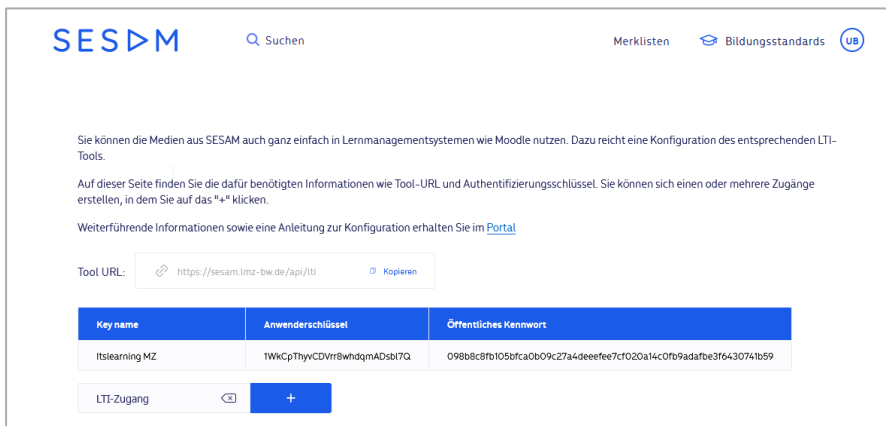 SESAM
Suchen
Merklisten
Bildungsstandards
UB
Sie können die Medien aus SESAM auch ganz einfach in Lernmanagementsystemen wie Moodle nutzen. Dazu reicht eine Konfiguration des entsprechenden LTI-
Tools.
Auf dieser Seite finden Sie die dafür benötigten Informationen wie Tool-URL und Authentifizierungsschlüssel. Sie können sich einen oder mehrere Zugänge
erstellen, in dem Sie auf das "+" klicken.
Weiterführende Informationen sowie eine Anleitung zur Konfiguration erhalten Sie im Portal
Tool URL: https://sesam.lmz-bw.de/api/lti Kopieren
Key name Anwenderschlüssel Öffentliches Kennwort
Itslearning MZ 1WkCpThyvCDVrr8whdqmADsbl7Q 098b8c8fb105bfca0b09c27a4deeefee7cf020a14c0fb9adafbe3f6430741b59
LTI-Zugang +